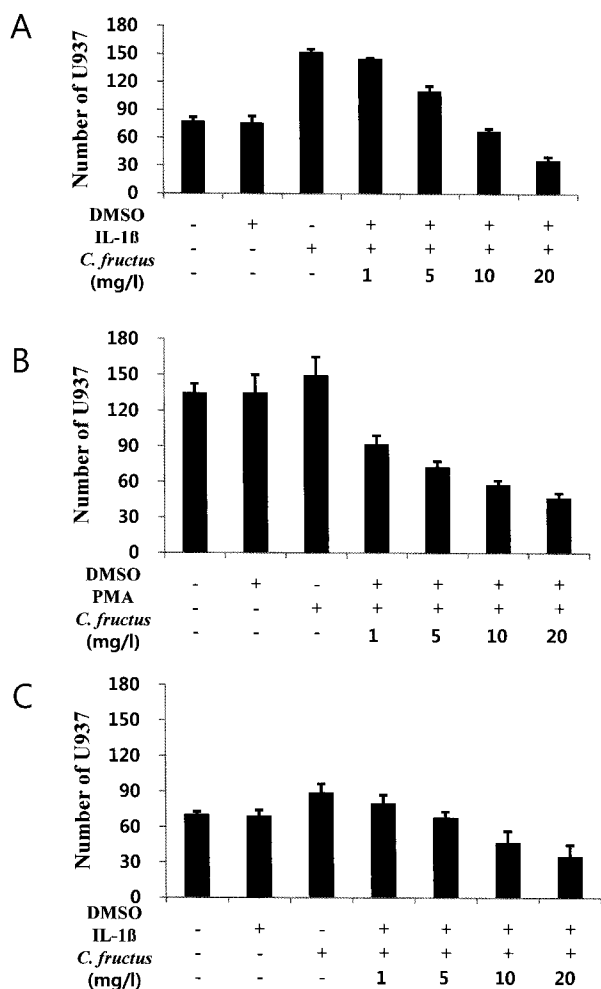 A
Number of U937
180
150
120
90
60
30
0
DMSO - + - + + + +
IL-1ß - - + + + + +
C. fructus
(mg/l) - - - 1 5 10 20
B
Number of U937
180
150
120
90
60
30
0
DMSO - + - + + + +
PMA - - + + + + +
C. fructus
(mg/l) - - - 1 5 10 20
C
Number of U937
180
150
120
90
60
30
0
DMSO - + - + + + +
IL-1ß - - + + + + +
C. fructus
(mg/l) - - - 1 5 10 20